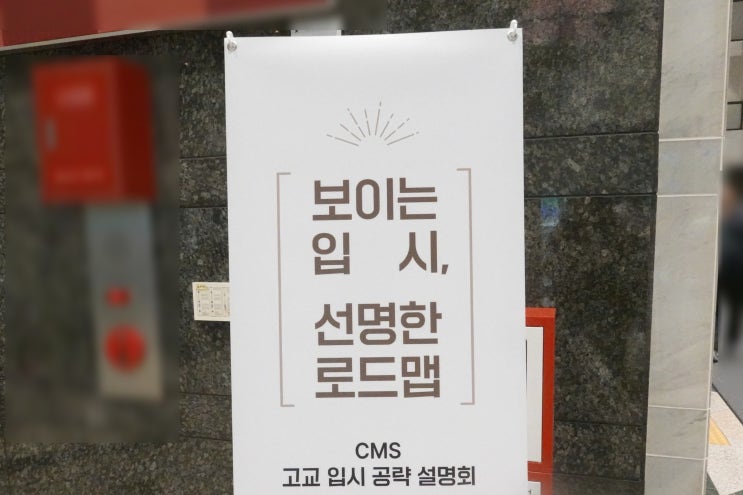 보이는
입 시,
선명한
로드맵
CMS
고교 입시 공략 설명회